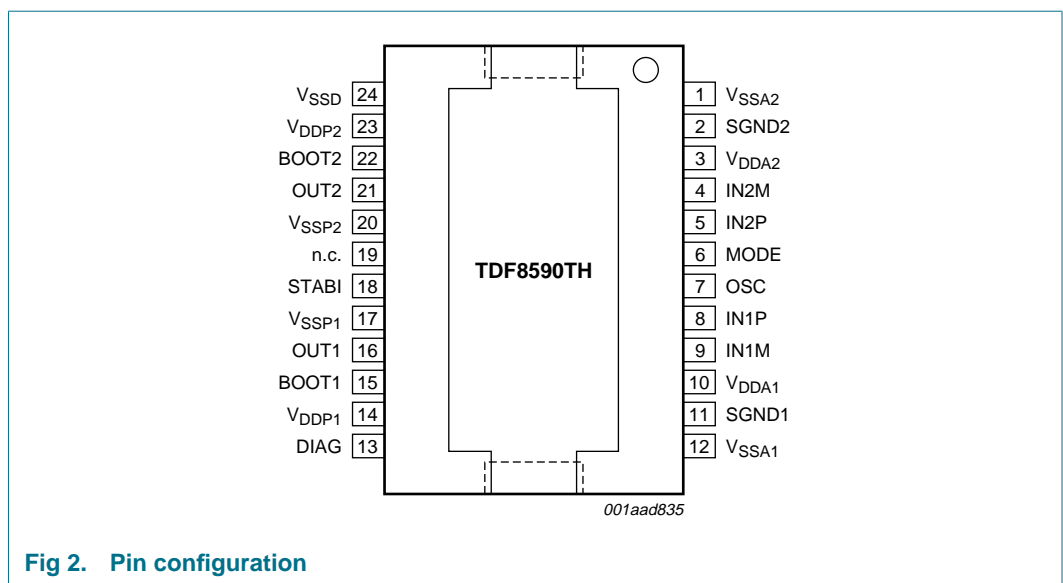 VSSD 24 1 VSSA2
VDDP2 23 2 SGND2
BOOT2 22 3 VDDA2
OUT2 21 4 IN2M
VSSP2 20 5 IN2P
n.c. 19 6 MODE
TDF8590TH
STABI 18 7 OSC
VSSP1 17 8 IN1P
OUT1 16 9 IN1M
BOOT1 15 10 VDDA1
VDDP1 14 11 SGND1
DIAG 13 12 VSSA1
001aad835
Fig 2. Pin configuration